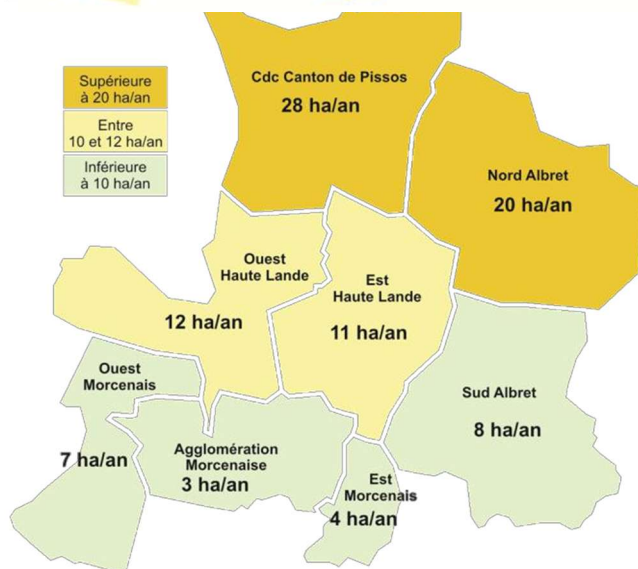 Supérieure
à 20 ha/an
Entre
10 et 12 ha/an
Inférieure
à 10 ha/an
Cdc Canton de Pissos
28 ha/an
Nord Albret
20 ha/an
Ouest
Haute Lande
12 ha/an
Est
Haute Lande
11 ha/an
Ouest
Morcenais
7 ha/an
Agglomération
Morcenaise
3 ha/an
Est
Morcenais
4 ha/an
Sud Albret
8 ha/an